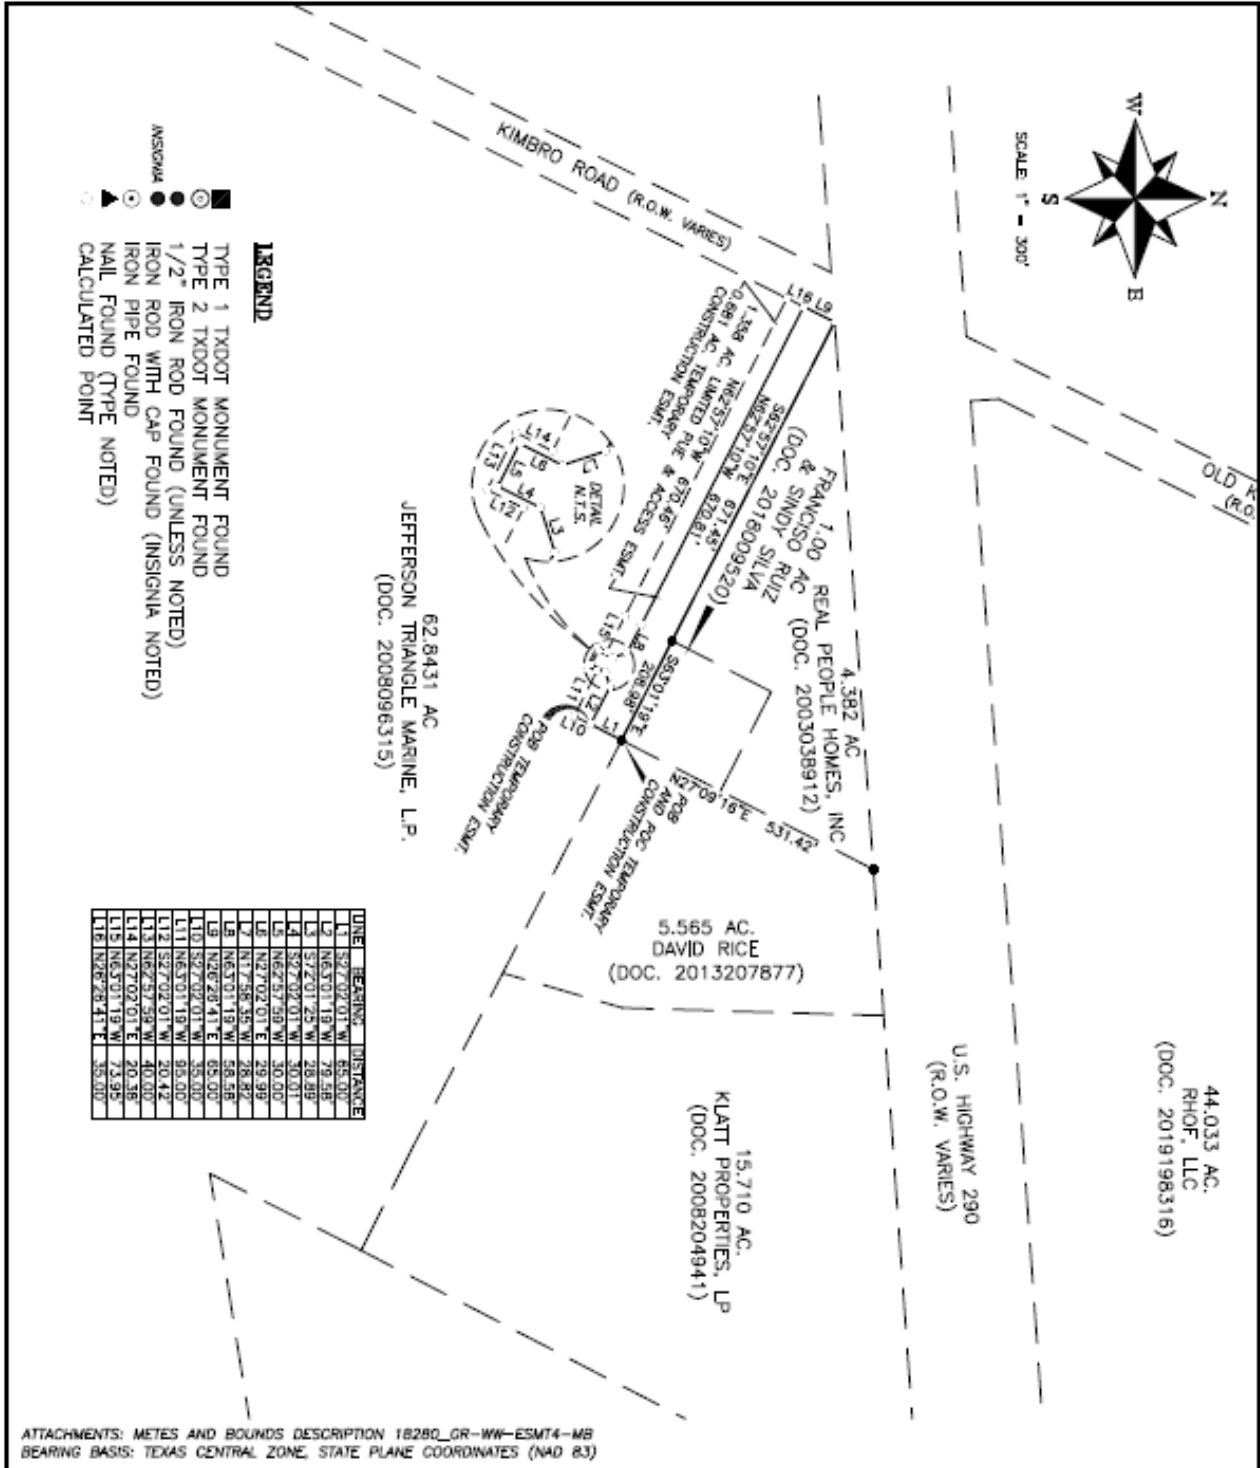 W
N
S
E
SCALE: 1" = 300'
KIMBRO ROAD (R.O.W. VARIES)
OLD
(R.O.
L16 L9
S62°57'10"E 671.45'
N62°57'10"W 670.81'
N62°57'10"W 670.46'
1.358 AC. LIMITED PUE & ACCESS ESMT.
0.681 AC. TEMPORARY
CONSTRUCTION ESMT.
1.00 AC
FRANCISO RUIZ
& SINDY SILVA
(DOC. 2018009520)
4.382 AC
REAL PEOPLE HOMES, INC
(DOC. 2003038912)
DETAIL
N.T.S.
L14
L6
L13
L5
L4
L12
L3
L15
L8
S63°01'19"E
208.98'
L11
L2
L10
L1
POB TEMPORARY
CONSTRUCTION ESMT.
POB
AND POC TEMPORARY
CONSTRUCTION ESMT.
N27°09'16"E 531.42'
62.8431 AC
JEFFERSON TRIANGLE MARINE, L.P.
(DOC. 2008096315)
5.565 AC.
DAVID RICE
(DOC. 2013207877)
15.710 AC.
KLATT PROPERTIES, LP
(DOC. 2008204941)
U.S. HIGHWAY 290
(R.O.W. VARIES)
44.033 AC.
RHOF, LLC
(DOC. 2019198316)
LEGEND
TYPE 1 TXDOT MONUMENT FOUND
TYPE 2 TXDOT MONUMENT FOUND
1/2" IRON ROD FOUND (UNLESS NOTED)
INSIGNIA IRON ROD WITH CAP FOUND (INSIGNIA NOTED)
IRON PIPE FOUND
NAIL FOUND (TYPE NOTED)
CALCULATED POINT
LINE BEARING DISTANCE
L1 S27°02'01"W 65.00'
L2 N63°01'19"W 79.58'
L3 S72°01'25"W 28.89'
L4 S27°02'01"W 30.01'
L5 N62°57'59"W 30.00'
L6 N27°02'01"E 29.99'
L7 N17°58'35"W 28.82'
L8 N63°01'19"W 58.58'
L9 N26°26'41"E 65.00'
L10 S27°02'01"W 35.00'
L11 N63°01'19"W 95.00'
L12 S27°02'01"W 20.42'
L13 N62°57'59"W 40.00'
L14 N27°02'01"E 20.38'
L15 N63°01'19"W 73.95'
L16 N26°26'41"E 35.00'
ATTACHMENTS: METES AND BOUNDS DESCRIPTION 18280_GR-WW-ESMT4-MB
BEARING BASIS: TEXAS CENTRAL ZONE, STATE PLANE COORDINATES (NAD 83)